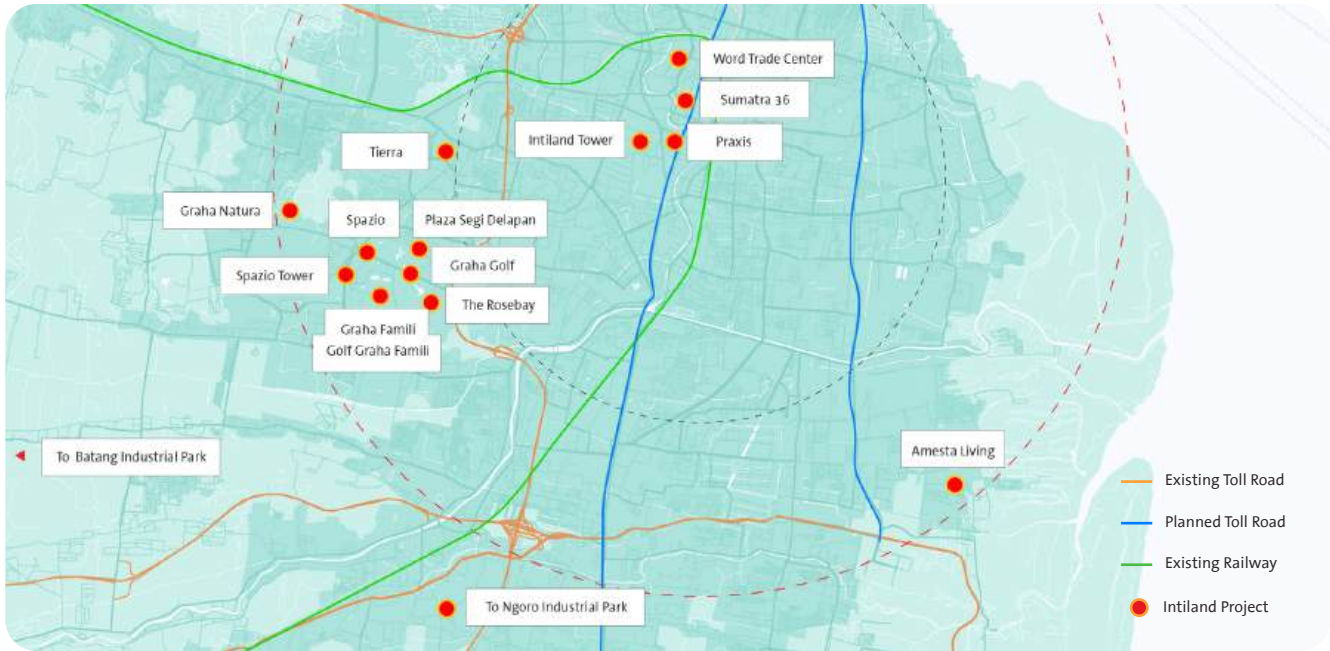 Word Trade Center
Sumatra 36
Intiland Tower
Praxis
Tierra
Graha Natura
Spazio
Plaza Segi Delapan
Graha Golf
Spazio Tower
The Rosebay
Graha Famili
Golf Graha Famili
To Batang Industrial Park
Amesta Living
To Ngoro Industrial Park
Existing Toll Road
Planned Toll Road
Existing Railway
Intiland Project